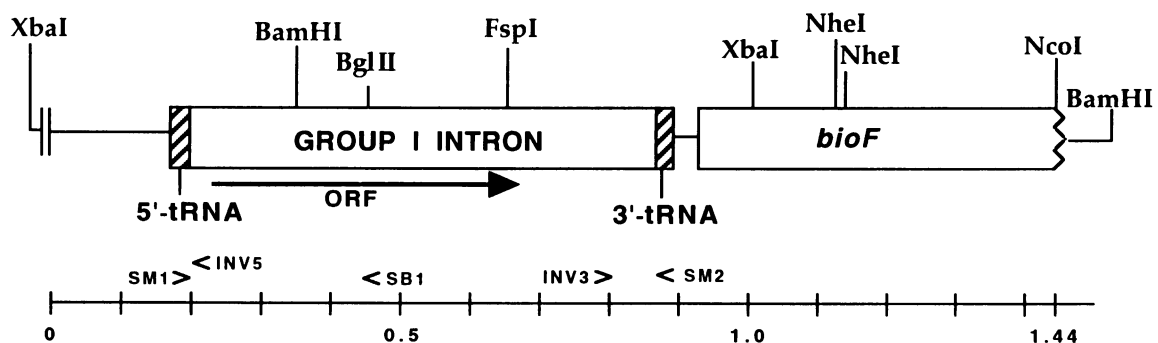 XbaI BamHI BglII FspI XbaI NheI NheI NcoI BamHI
GROUP I INTRON bioF
ORF
5'-tRNA 3'-tRNA
SM1> <INV5 <SB1 INV3> <SM2
0 0.5 1.0 1.44